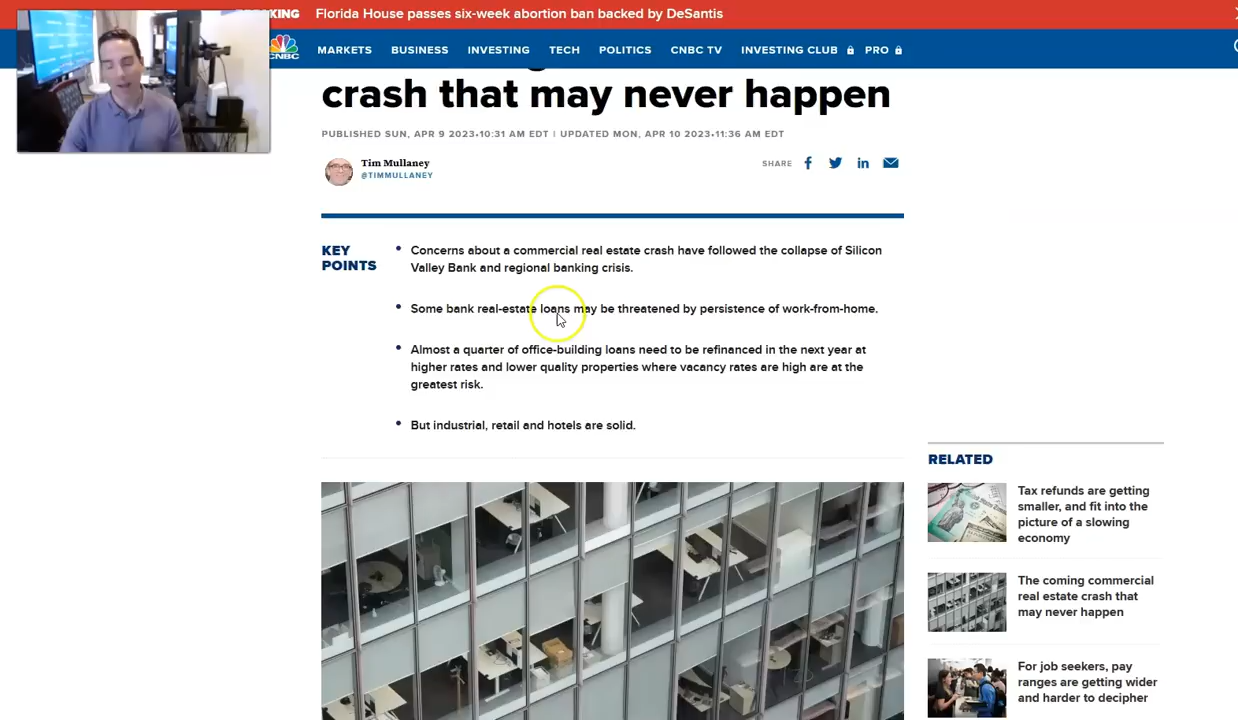 BREAKING Florida House passes six-week abortion ban backed by DeSantis
CNBC
MARKETS BUSINESS INVESTING TECH POLITICS CNBC TV INVESTING CLUB PRO
crash that may never happen
PUBLISHED SUN, APR 9 2023•10:31 AM EDT | UPDATED MON, APR 10 2023•11:36 AM EDT
Tim Mullaney
@TIMMULLANEY
SHARE
KEY
POINTS
• Concerns about a commercial real estate crash have followed the collapse of Silicon
Valley Bank and regional banking crisis.
• Some bank real-estate loans may be threatened by persistence of work-from-home.
• Almost a quarter of office-building loans need to be refinanced in the next year at
higher rates and lower quality properties where vacancy rates are high are at the
greatest risk.
• But industrial, retail and hotels are solid.
RELATED
Tax refunds are getting
smaller, and fit into the
picture of a slowing
economy
The coming commercial
real estate crash that
may never happen
For job seekers, pay
ranges are getting wider
and harder to decipher